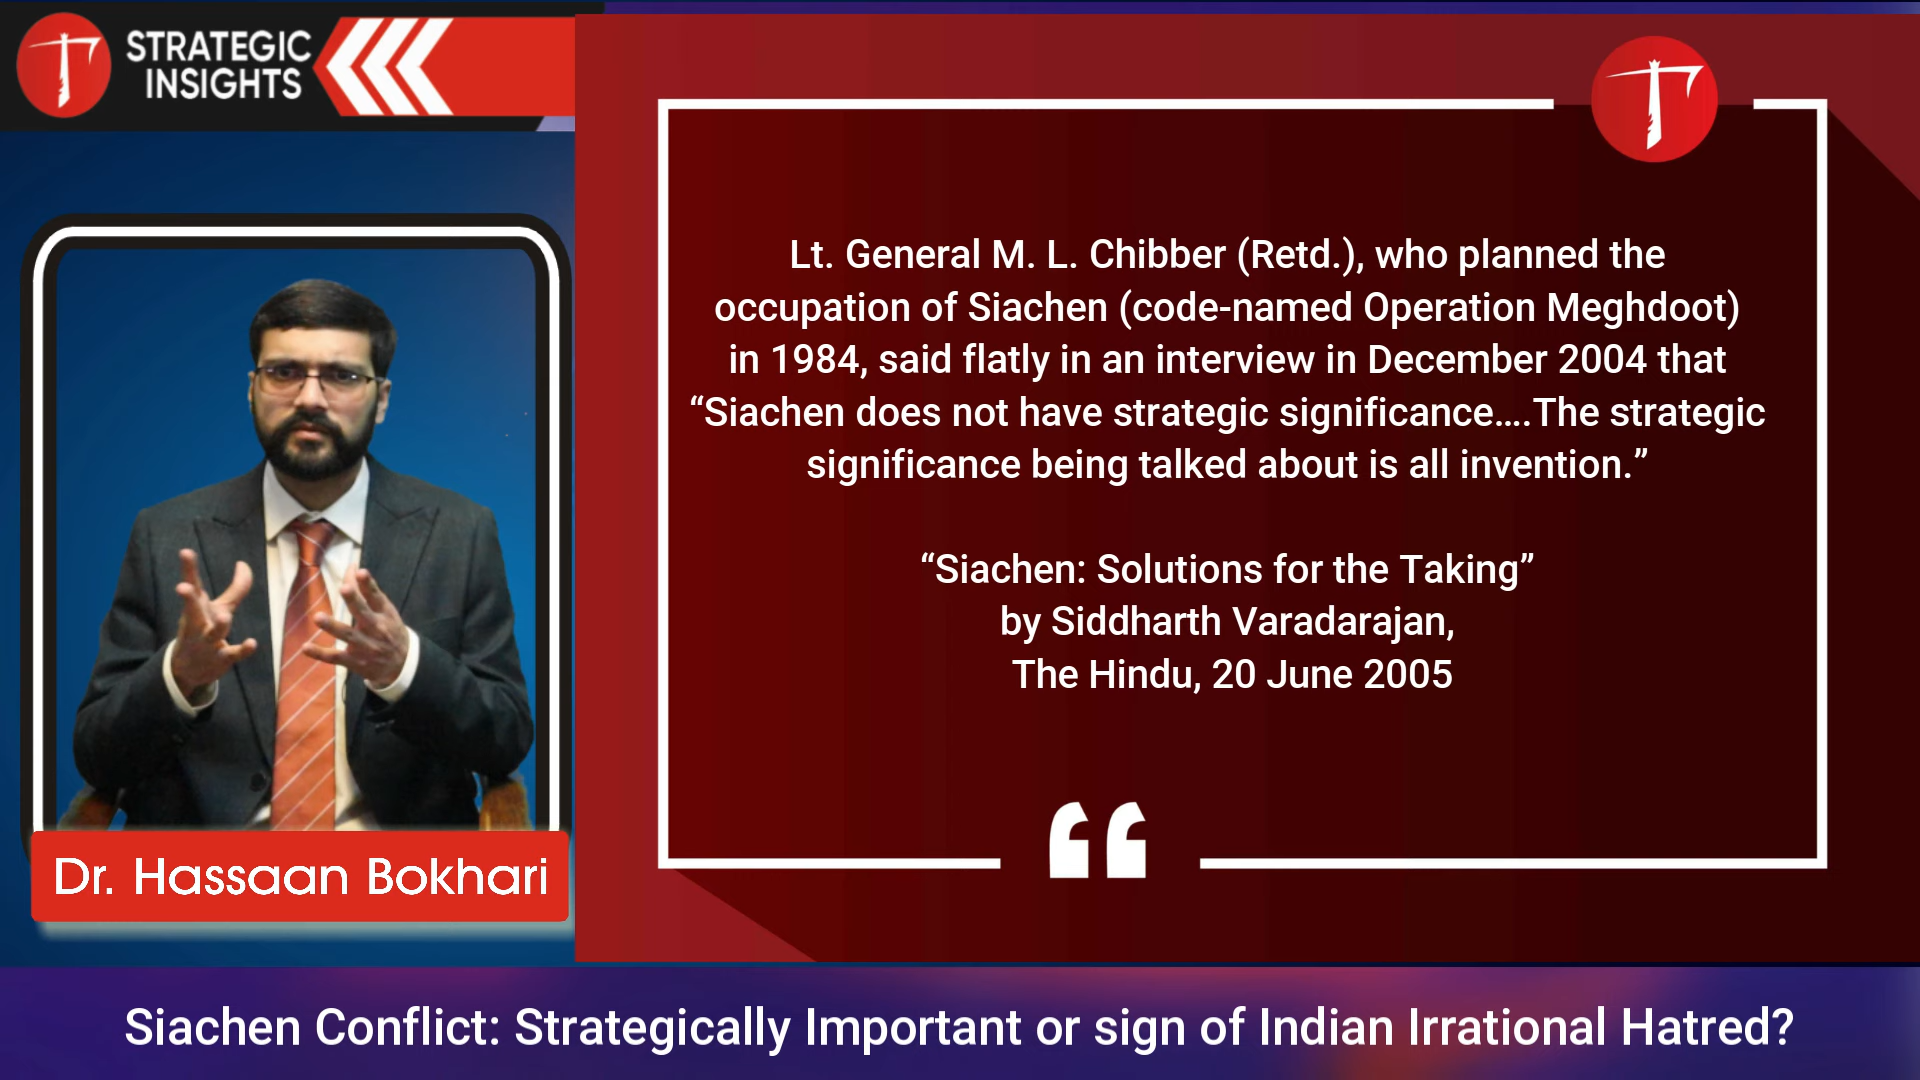 STRATEGIC
INSIGHTS
Lt. General M. L. Chibber (Retd.), who planned the
occupation of Siachen (code-named Operation Meghdoot)
in 1984, said flatly in an interview in December 2004 that
“Siachen does not have strategic significance....The strategic
significance being talked about is all invention.”
“Siachen: Solutions for the Taking”
by Siddharth Varadarajan,
The Hindu, 20 June 2005
Dr. Hassaan Bokhari
Siachen Conflict: Strategically Important or sign of Indian Irrational Hatred?